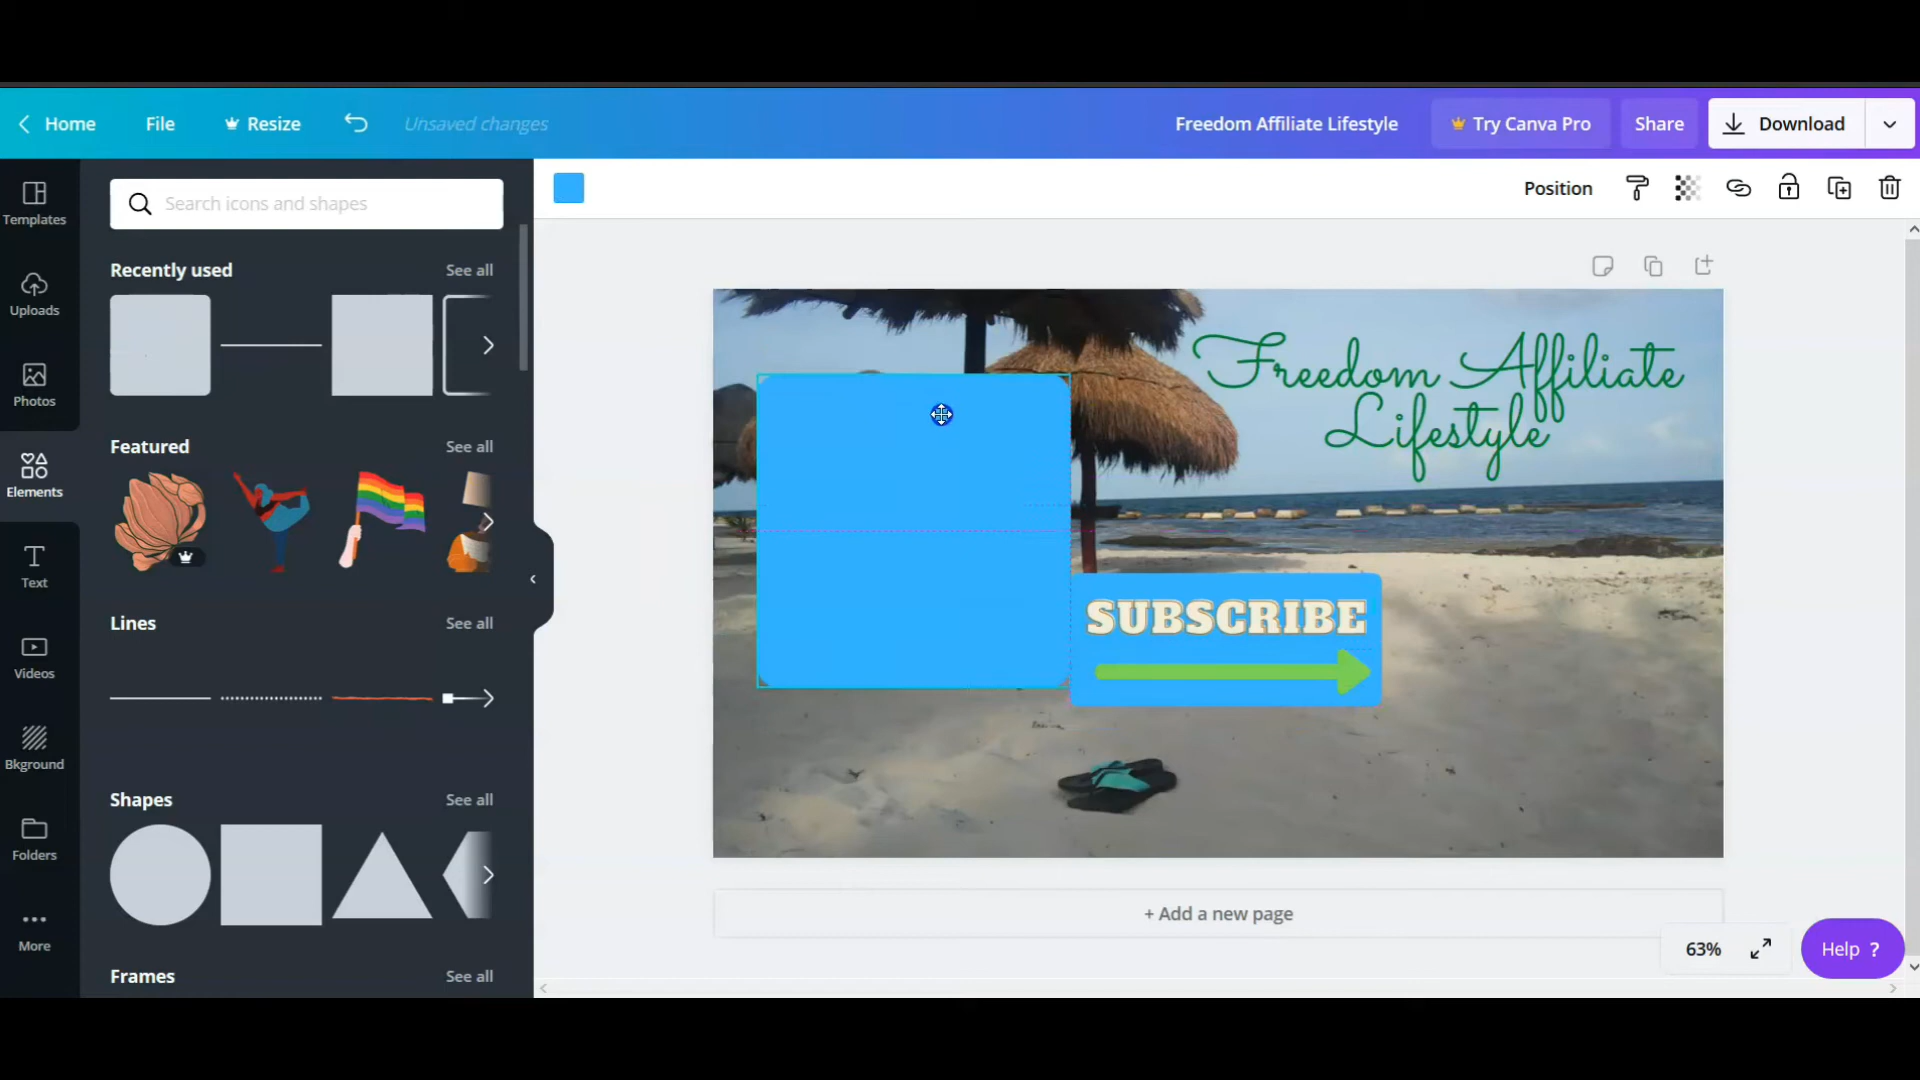 Home File Resize Unsaved changes Freedom Affiliate Lifestyle Try Canva Pro Share Download
Templates
Uploads
Photos
Elements
Text
Videos
Bkground
Folders
More
Search icons and shapes
Recently used See all
Featured See all
Lines See all
Shapes See all
Frames See all
Position
Freedom Affiliate
Lifestyle
SUBSCRIBE
+ Add a new page
63%
Help ?